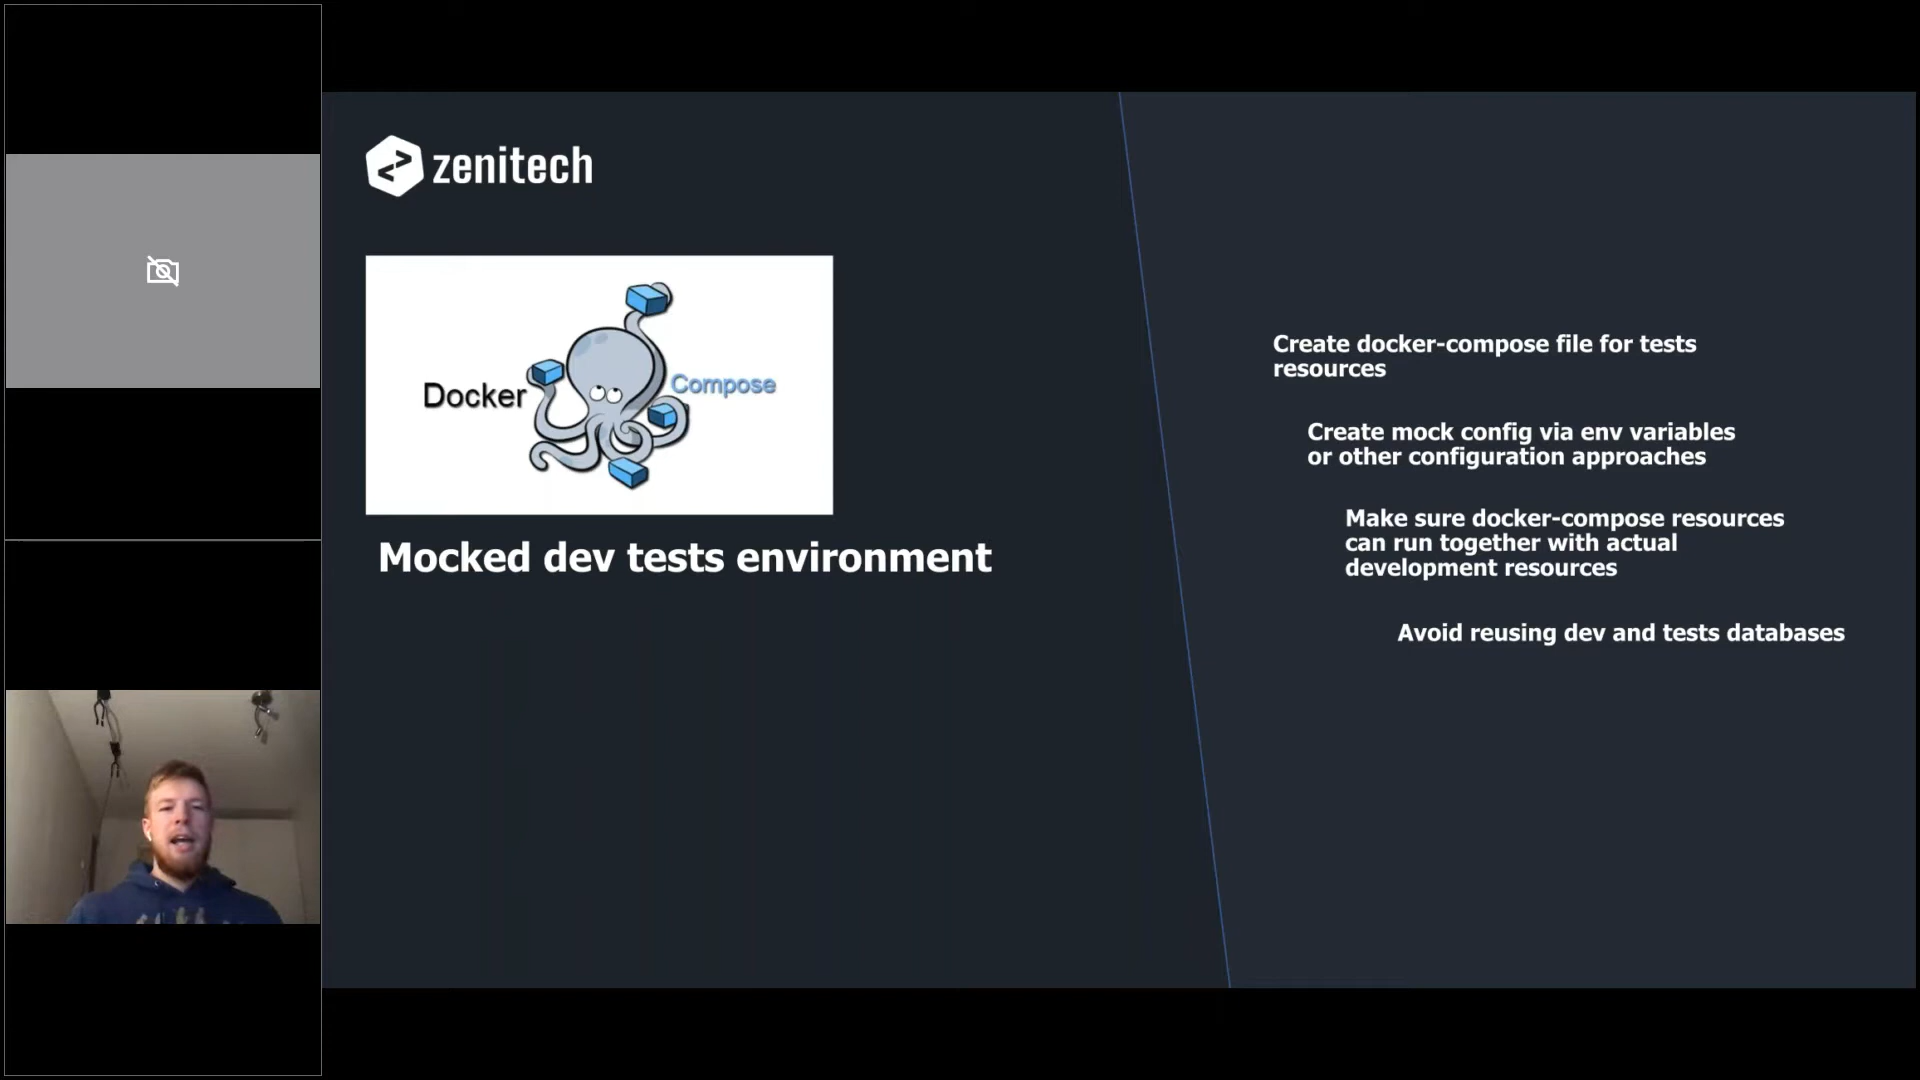 zenitech
Docker
Compose
Mocked dev tests environment
Create docker-compose file for tests
resources
Create mock config via env variables
or other configuration approaches
Make sure docker-compose resources
can run together with actual
development resources
Avoid reusing dev and tests databases